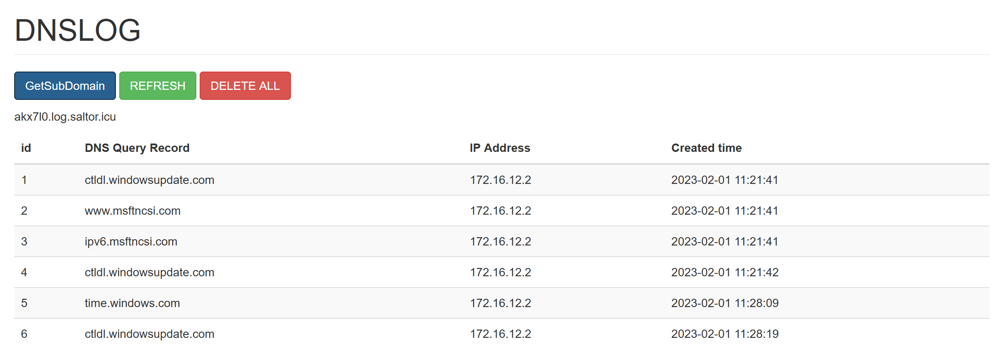 DNSLOG
GetSubDomain REFRESH DELETE ALL
akx7l0.log.saltor.icu
id DNS Query Record IP Address Created time
1 ctldl.windowsupdate.com 172.16.12.2 2023-02-01 11:21:41
2 www.msftncsi.com 172.16.12.2 2023-02-01 11:21:41
3 ipv6.msftncsi.com 172.16.12.2 2023-02-01 11:21:41
4 ctldl.windowsupdate.com 172.16.12.2 2023-02-01 11:21:42
5 time.windows.com 172.16.12.2 2023-02-01 11:28:09
6 ctldl.windowsupdate.com 172.16.12.2 2023-02-01 11:28:19